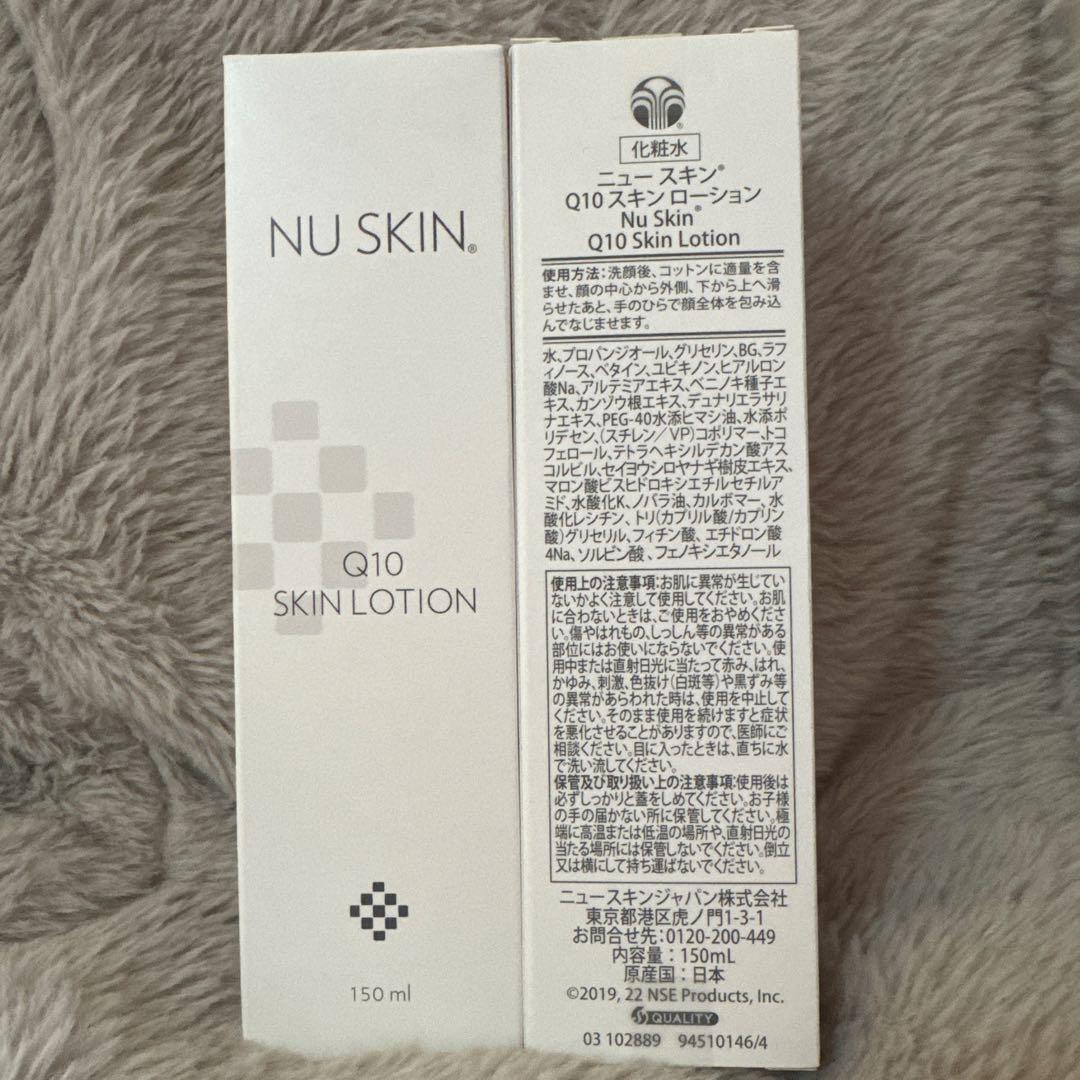 NU SKIN®
Q10
SKIN LOTION
150 ml
化粧水
ニュー スキン®
Q10 スキン ローション
Nu Skin®
Q10 Skin Lotion
使用方法:洗顔後、コットンに適量を含
ませ、顔の中心から外側、下から上へ滑
らせたあと、手のひらで顔全体を包み込
んでなじませます。
水、プロパンジオール、グリセリン、BG、ラフ
ィノース、ベタイン、ユビキノン、ヒアルロン
酸Na、アルテミアエキス、ベニノキ種子エ
キス、カンゾウ根エキス、デュナリエラサリ
ナエキス、PEG-40水添ヒマシ油、水添ポ
リデセン、(スチレン／VP)コポリマー、トコ
フェロール、テトラヘキシルデカン酸アス
コルビル、セイヨウシロヤナギ樹皮エキス、
マロン酸ビスヒドロキシエチルセチルア
ミド、水酸化K、ノバラ油、カルボマー、水
酸化レシチン、トリ(カプリル酸/カプリン
酸)グリセリル、フィチン酸、エチドロン酸
4Na、ソルビン酸、フェノキシエタノール
使用上の注意事項:お肌に異常が生じてい
ないかよく注意して使用してください。お肌
に合わないときは、ご使用をおやめくださ
い。傷やはれもの、しっしん等の異常がある
部位にはお使いにならないでください。使
用中または直射日光に当たって赤み、はれ、
かゆみ、刺激、色抜け(白斑等)や黒ずみ等
の異常があらわれた時は、使用を中止して
ください。そのまま使用を続けますと症状
を悪化させることがありますので、医師にご
相談ください。目に入ったときは、直ちに水
で洗い流してください。
保管及び取り扱い上の注意事項:使用後は
必ずしっかりと蓋をしめてください。お子様
の手の届かない所に保管してください。極
端に高温または低温の場所や、直射日光の
当たる場所には保管しないでください。倒立
又は横にして持ち運ばないでください。
ニュースキンジャパン株式会社
東京都港区虎ノ門1-3-1
お問合せ先:0120-200-449
内容量:150mL
原産国:日本
©2019, 22 NSE Products, Inc.
QUALITY
03 102889 94510146/4